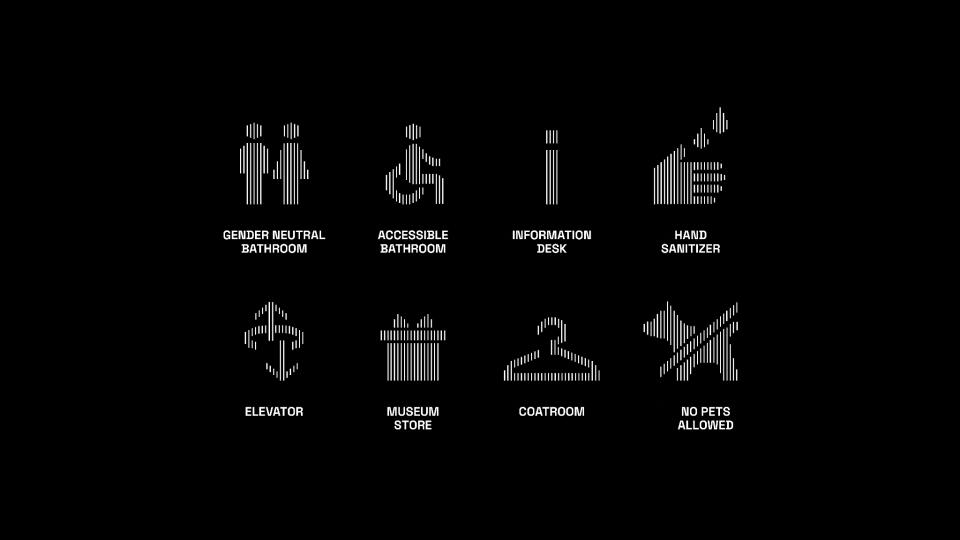 GENDER NEUTRAL
BATHROOM
ACCESSIBLE
BATHROOM
INFORMATION
DESK
HAND
SANITIZER
ELEVATOR
MUSEUM
STORE
COATROOM
NO PETS
ALLOWED